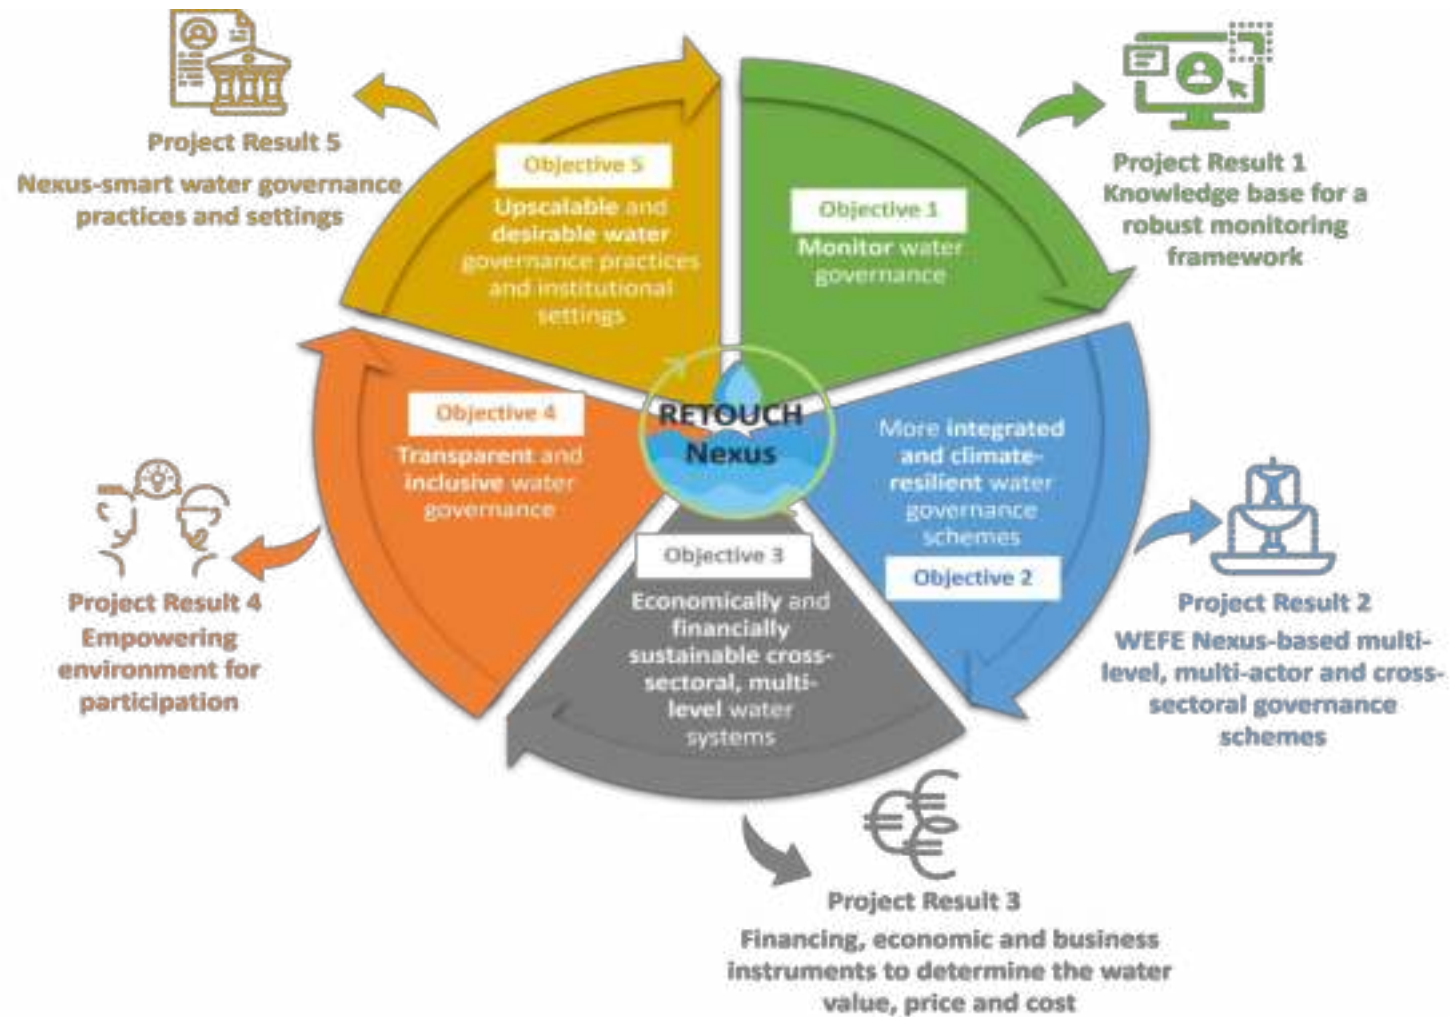 Project Result 5
Nexus-smart water governance
practices and settings
Objective 5
Upscalable and
desirable water
governance practices
and institutional
settings
Objective 1
Monitor water
governance
Project Result 1
Knowledge base for a
robust monitoring
framework
RETOUCH
Nexus
Objective 4
Transparent and
inclusive water
governance
More integrated
and climate-
resilient water
governance
schemes
Objective 2
Objective 3
Economically and
financially
sustainable cross-
sectoral, multi-
level water
systems
Project Result 4
Empowering
environment for
participation
Project Result 2
WEFE Nexus-based multi-
level, multi-actor and cross-
sectoral governance
schemes
Project Result 3
Financing, economic and business
instruments to determine the water
value, price and cost